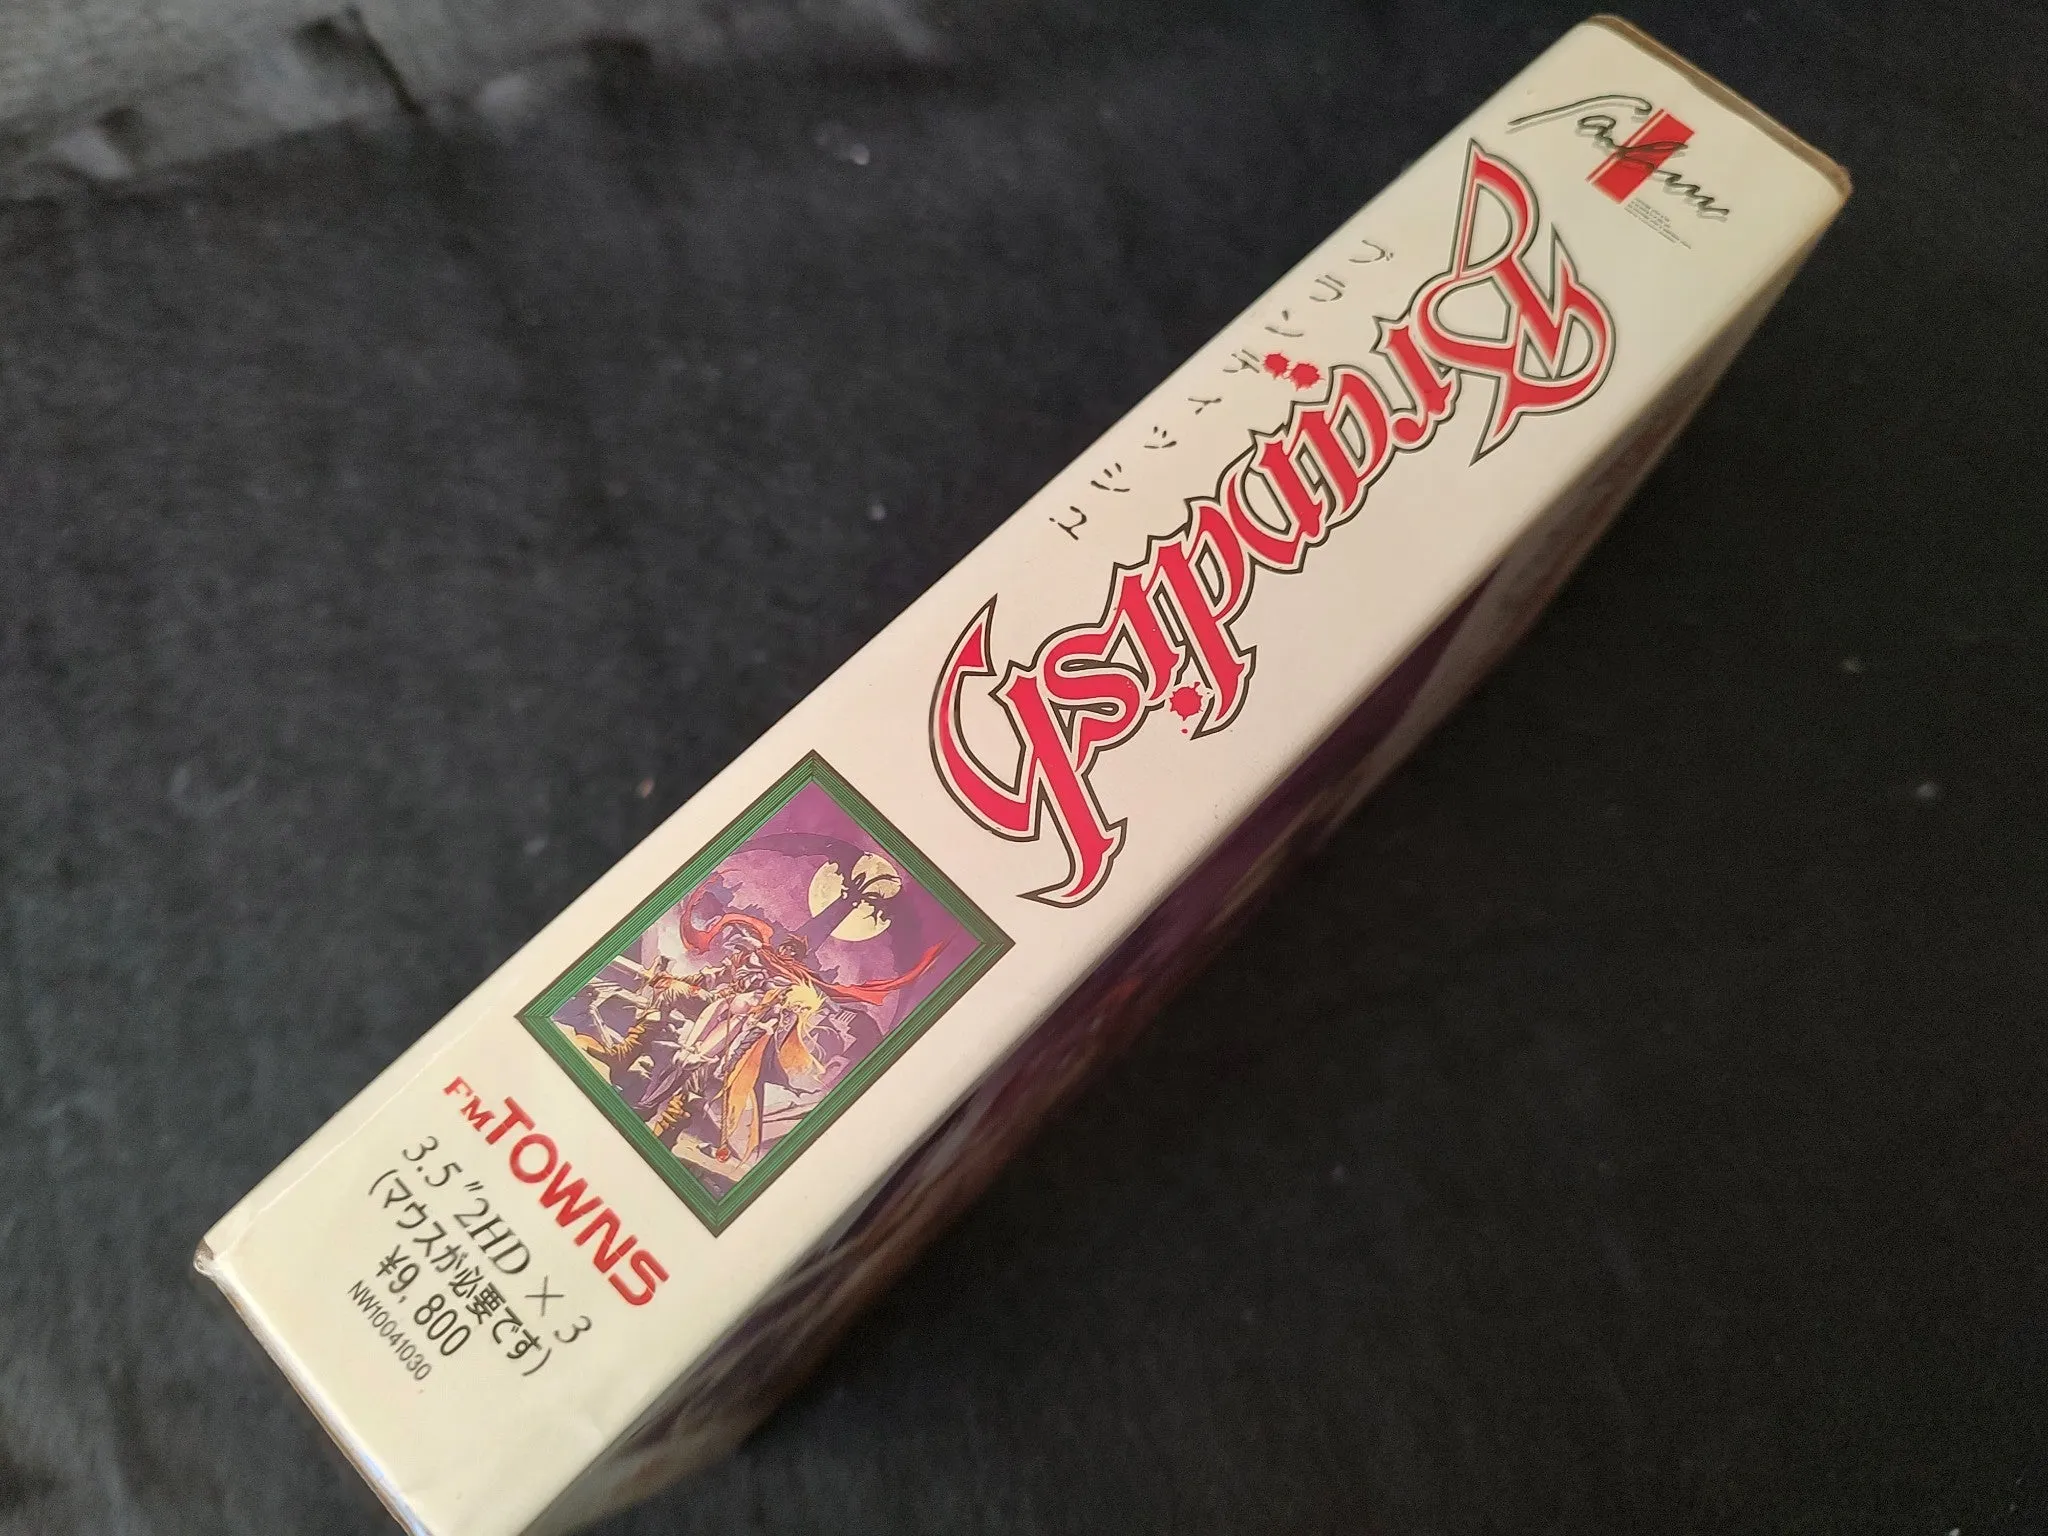 Brandish
ブランディッシュ
FM TOWNS
3.5″2HD×3
(マウスが必要です)
¥9,800
NW10041030